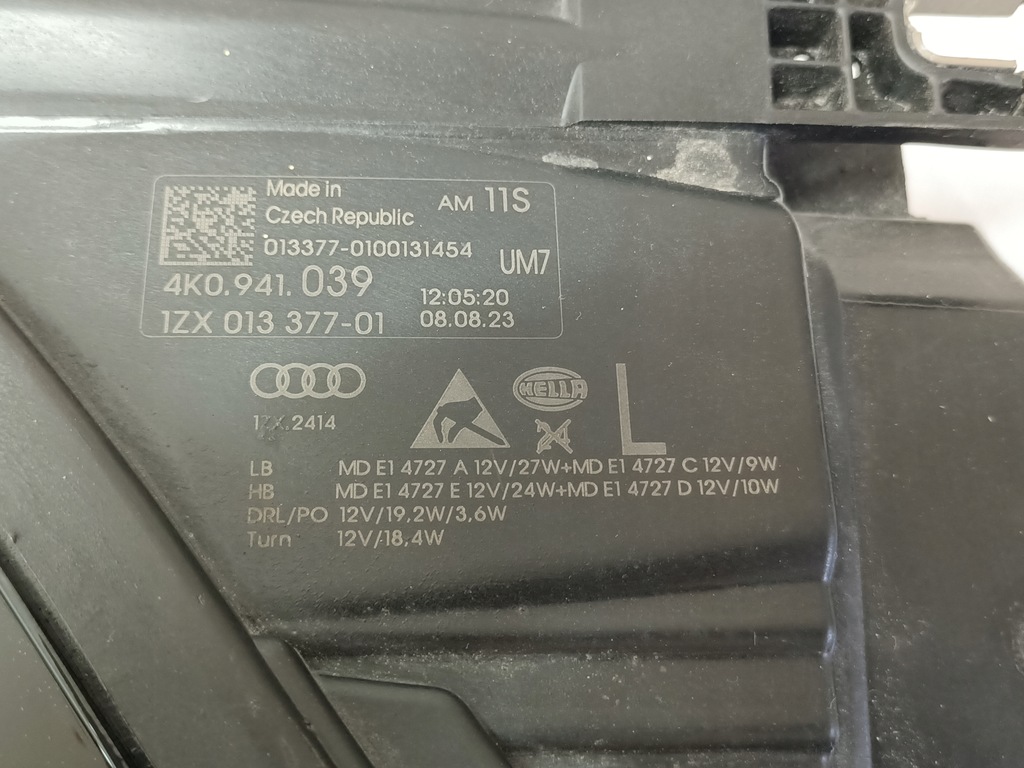 Made in
Czech Republic
AM 11S
013377-0100131454
UM7
4K0.941.039
12:05:20
1ZX 013 377-01
08.08.23
HELLA
1ZX.2414
L
LB MD E1 4727 A 12V/27W+MD E1 4727 C 12V/9W
HB MD E1 4727 E 12V/24W+MD E1 4727 D 12V/10W
DRL/PO 12V/19,2W/3,6W
Turn 12V/18,4W